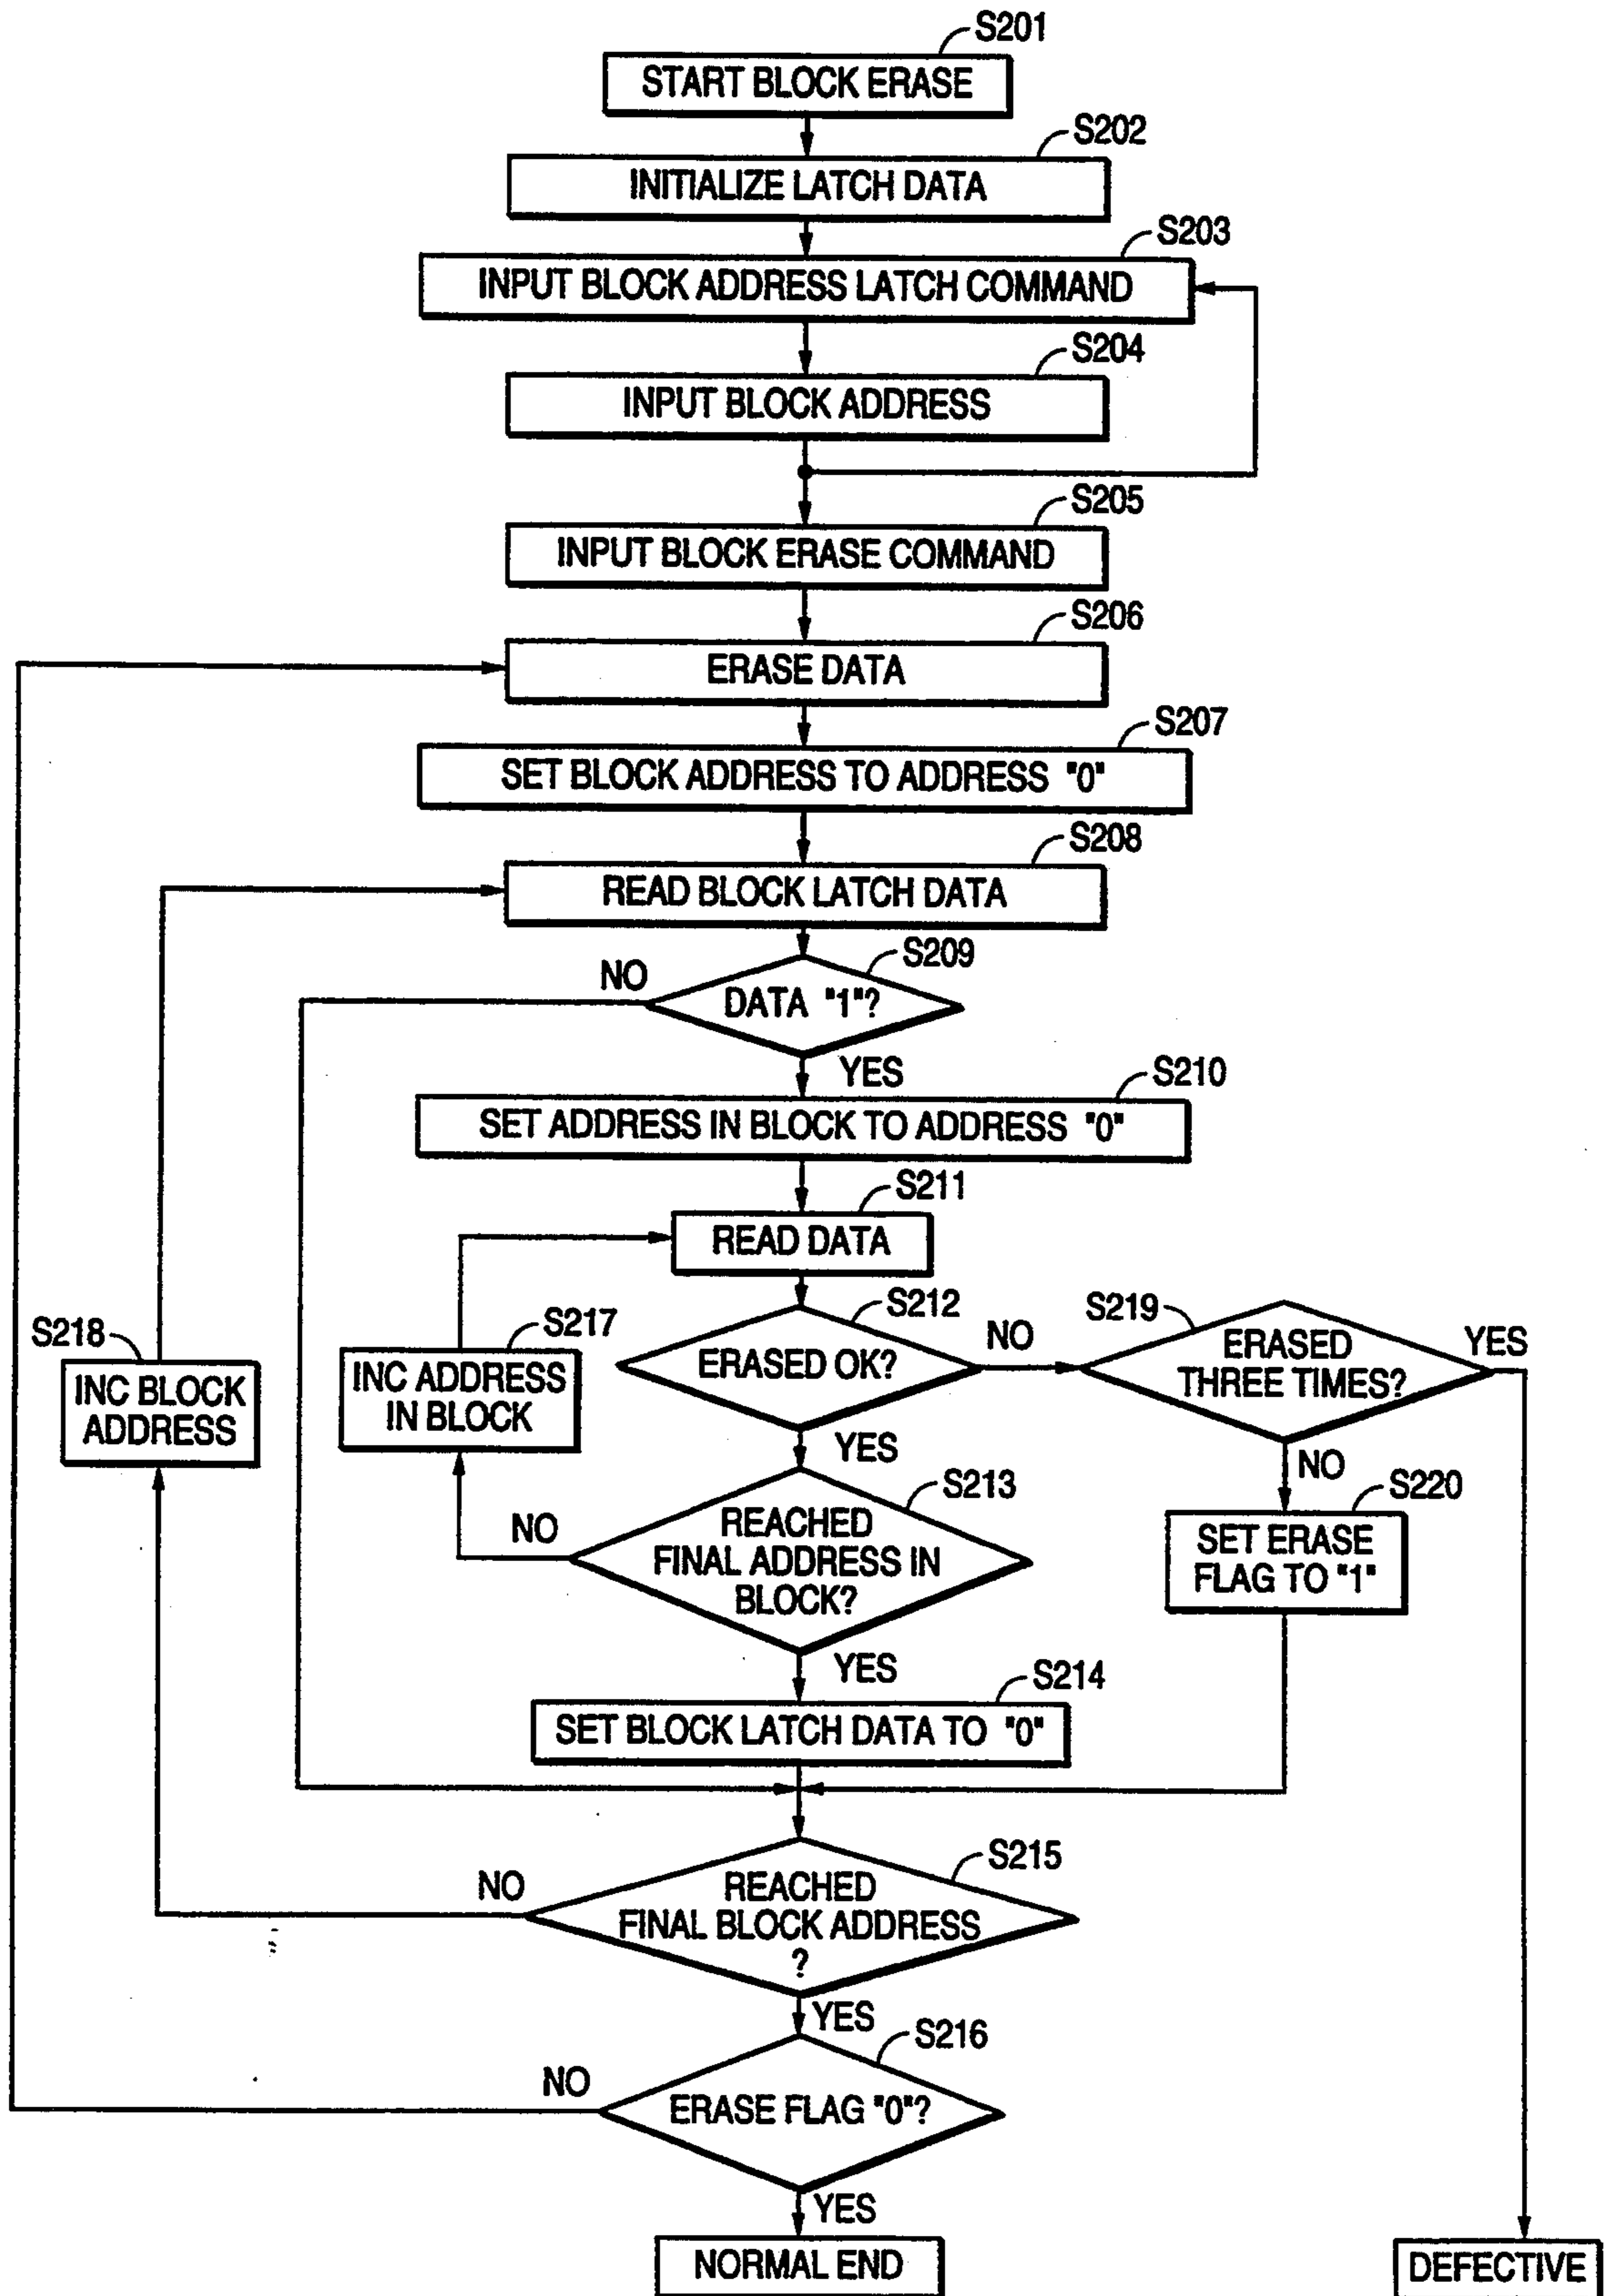 S201
START BLOCK ERASE
S202
INITIALIZE LATCH DATA
S203
INPUT BLOCK ADDRESS LATCH COMMAND
S204
INPUT BLOCK ADDRESS
S205
INPUT BLOCK ERASE COMMAND
S206
ERASE DATA
S207
SET BLOCK ADDRESS TO ADDRESS "0"
S208
READ BLOCK LATCH DATA
S209
NO
DATA "1"?
YES
S210
SET ADDRESS IN BLOCK TO ADDRESS "0"
S211
READ DATA
S212
ERASED OK?
NO
YES
S219
ERASED
THREE TIMES?
YES
NO
S218
INC BLOCK
ADDRESS
S217
INC ADDRESS
IN BLOCK
S213
NO
REACHED
FINAL ADDRESS IN
BLOCK?
YES
S220
SET ERASE
FLAG TO "1"
S214
SET BLOCK LATCH DATA TO "0"
S215
NO
REACHED
FINAL BLOCK ADDRESS
?
YES
S216
NO
ERASE FLAG "0"?
YES
NORMAL END
DEFECTIVE